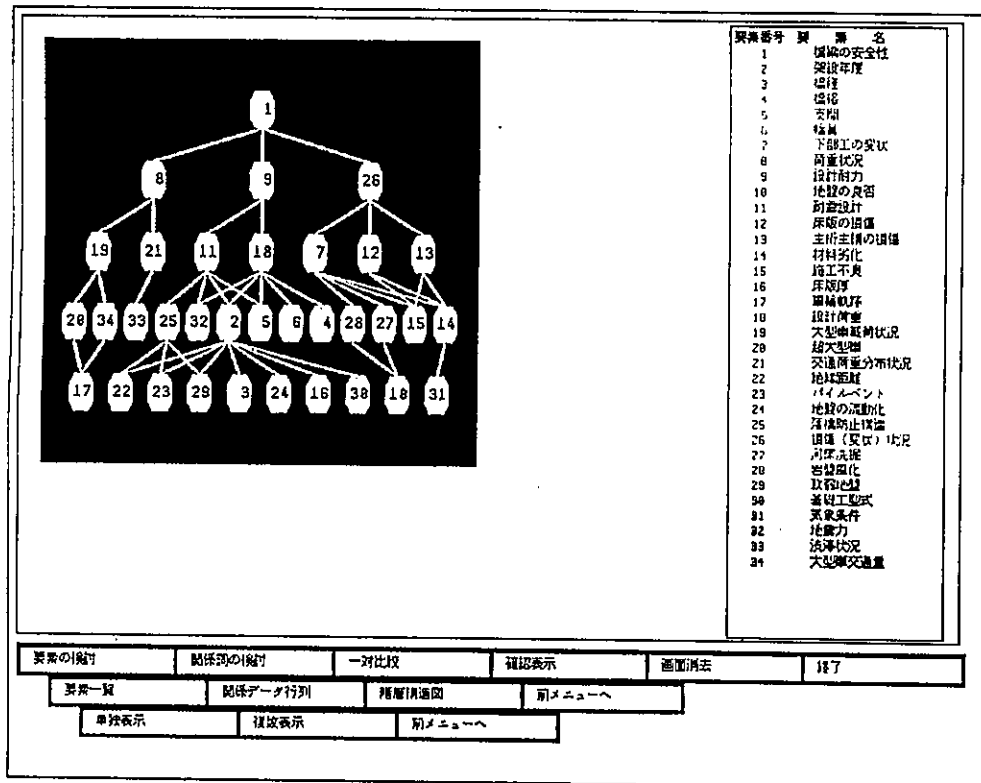 1
8 9 26
19 21 11 18 7 12 13
20 34 33 25 32 2 5 6 4 28 27 15 14
17 22 23 29 3 24 16 30 10 31
要素番号 要 素 名
1 橋梁の安全性
2 架設年度
3 橋種
4 橋格
5 支間
6 幅員
7 下部工の変状
8 荷重状況
9 設計耐力
10 地盤の良否
11 耐震設計
12 床版の損傷
13 主桁主構の損傷
14 材料劣化
15 施工不良
16 床版厚
17 車輪軌跡
18 設計荷重
19 大型車載荷状況
20 超大型車
21 交通荷重分布状況
22
23 パイルベント
24 地盤の流動化
25 落橋防止構造
26 損傷(変状)状況
27 河床洗掘
28 岩盤風化
29 軟弱地盤
30 基礎工型式
31 気象条件
32 地震力
33 渋滞状況
34 大型車交通量
要素の検討 関係詞の検討 一対比較 確認表示 画面消去 終了
要素一覧 関係データ行列 階層構造図 前メニューへ
単独表示 複数表示 前メニューへ